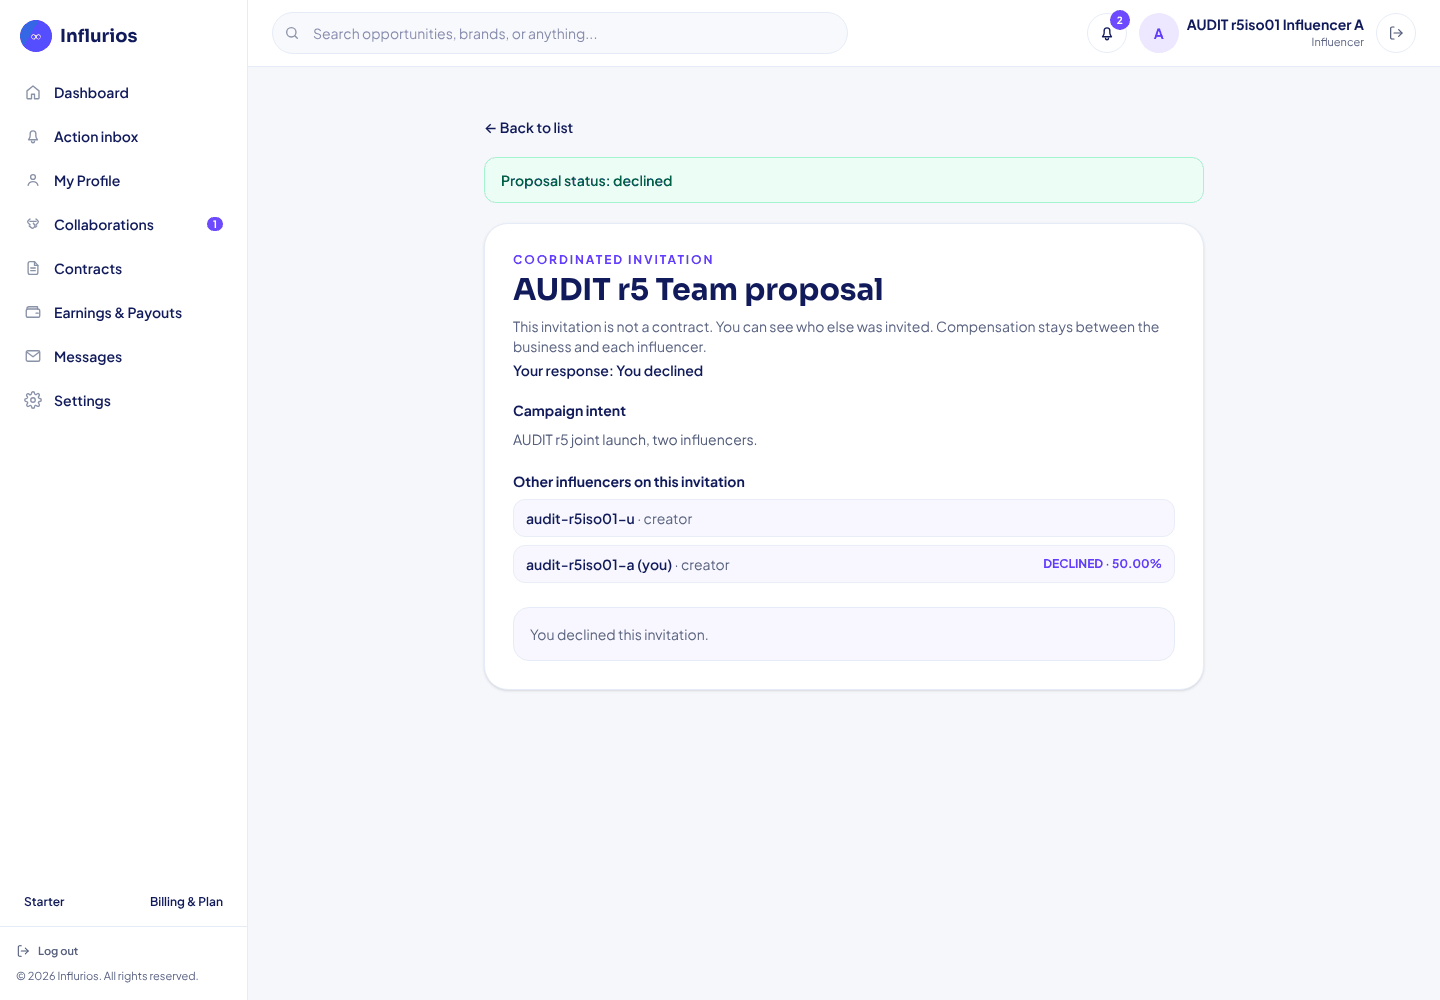 ∞ Influrios
Dashboard
Action inbox
My Profile
Collaborations 1
Contracts
Earnings & Payouts
Messages
Settings
Starter Billing & Plan
Log out
© 2026 Influrios. All rights reserved.
Search opportunities, brands, or anything...
2
A
AUDIT r5iso01 Influencer A
Influencer
← Back to list
Proposal status: declined
COORDINATED INVITATION
AUDIT r5 Team proposal
This invitation is not a contract. You can see who else was invited. Compensation stays between the
business and each influencer.
Your response: You declined
Campaign intent
AUDIT r5 joint launch, two influencers.
Other influencers on this invitation
audit-r5iso01-u · creator
audit-r5iso01-a (you) · creator DECLINED · 50.00%
You declined this invitation.